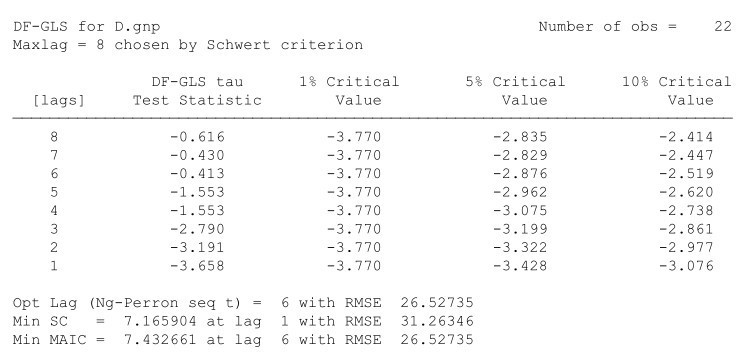 DF-GLS for D.gnp Number of obs = 22
Maxlag = 8 chosen by Schwert criterion
DF-GLS tau 1% Critical 5% Critical 10% Critical
[lags] Test Statistic Value Value Value
8 -0.616 -3.770 -2.835 -2.414
7 -0.430 -3.770 -2.829 -2.447
6 -0.413 -3.770 -2.876 -2.519
5 -1.553 -3.770 -2.962 -2.620
4 -1.553 -3.770 -3.075 -2.738
3 -2.790 -3.770 -3.199 -2.861
2 -3.191 -3.770 -3.322 -2.977
1 -3.658 -3.770 -3.428 -3.076
Opt Lag (Ng-Perron seq t) = 6 with RMSE 26.52735
Min SC = 7.165904 at lag 1 with RMSE 31.26346
Min MAIC = 7.432661 at lag 6 with RMSE 26.52735